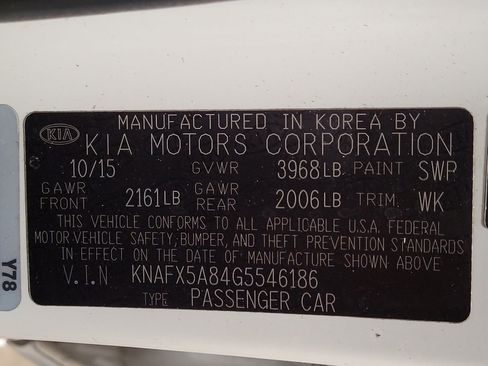 MANUFACTURED IN KOREA BY
KIA KIA MOTORS CORPORATION
10/15 GVWR 3968LB PAINT SWP
GAWR FRONT 2161LB GAWR REAR 2006LB TRIM. WK
THIS VEHICLE CONFORMS TO ALL APPLICABLE U.S.A. FEDERAL
MOTOR VEHICLE SAFETY, BUMPER, AND THEFT PREVENTION STANDARDS
IN EFFECT ON THE DATE OF MANUFACTURE SHOWN ABOVE
V.I.N KNAFX5A84G5546186
TYPE PASSENGER CAR
Y78